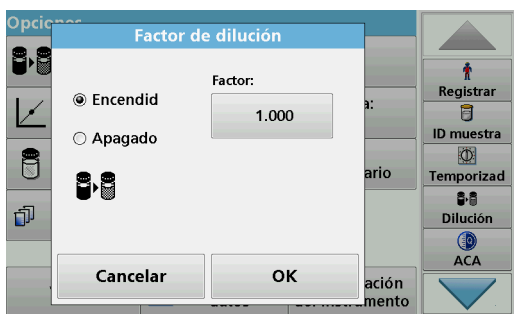 Opciones
Factor de dilución
Encendid
Apagado
Factor:
1.000
Cancelar
OK
a:
ario
ación
Registrar
ID muestra
Temporizad
Dilución
ACA